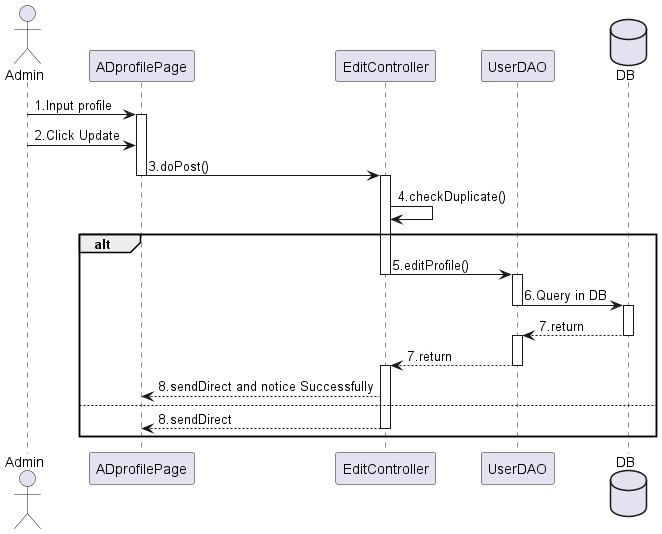 Admin
ADprofilePage
EditController
UserDAO
DB
1.Input profile
2.Click Update
3.doPost()
4.checkDuplicate()
alt
5.editProfile()
6.Query in DB
7.return
7.return
8.sendDirect and notice Successfully
8.sendDirect
Admin
ADprofilePage
EditController
UserDAO
DB